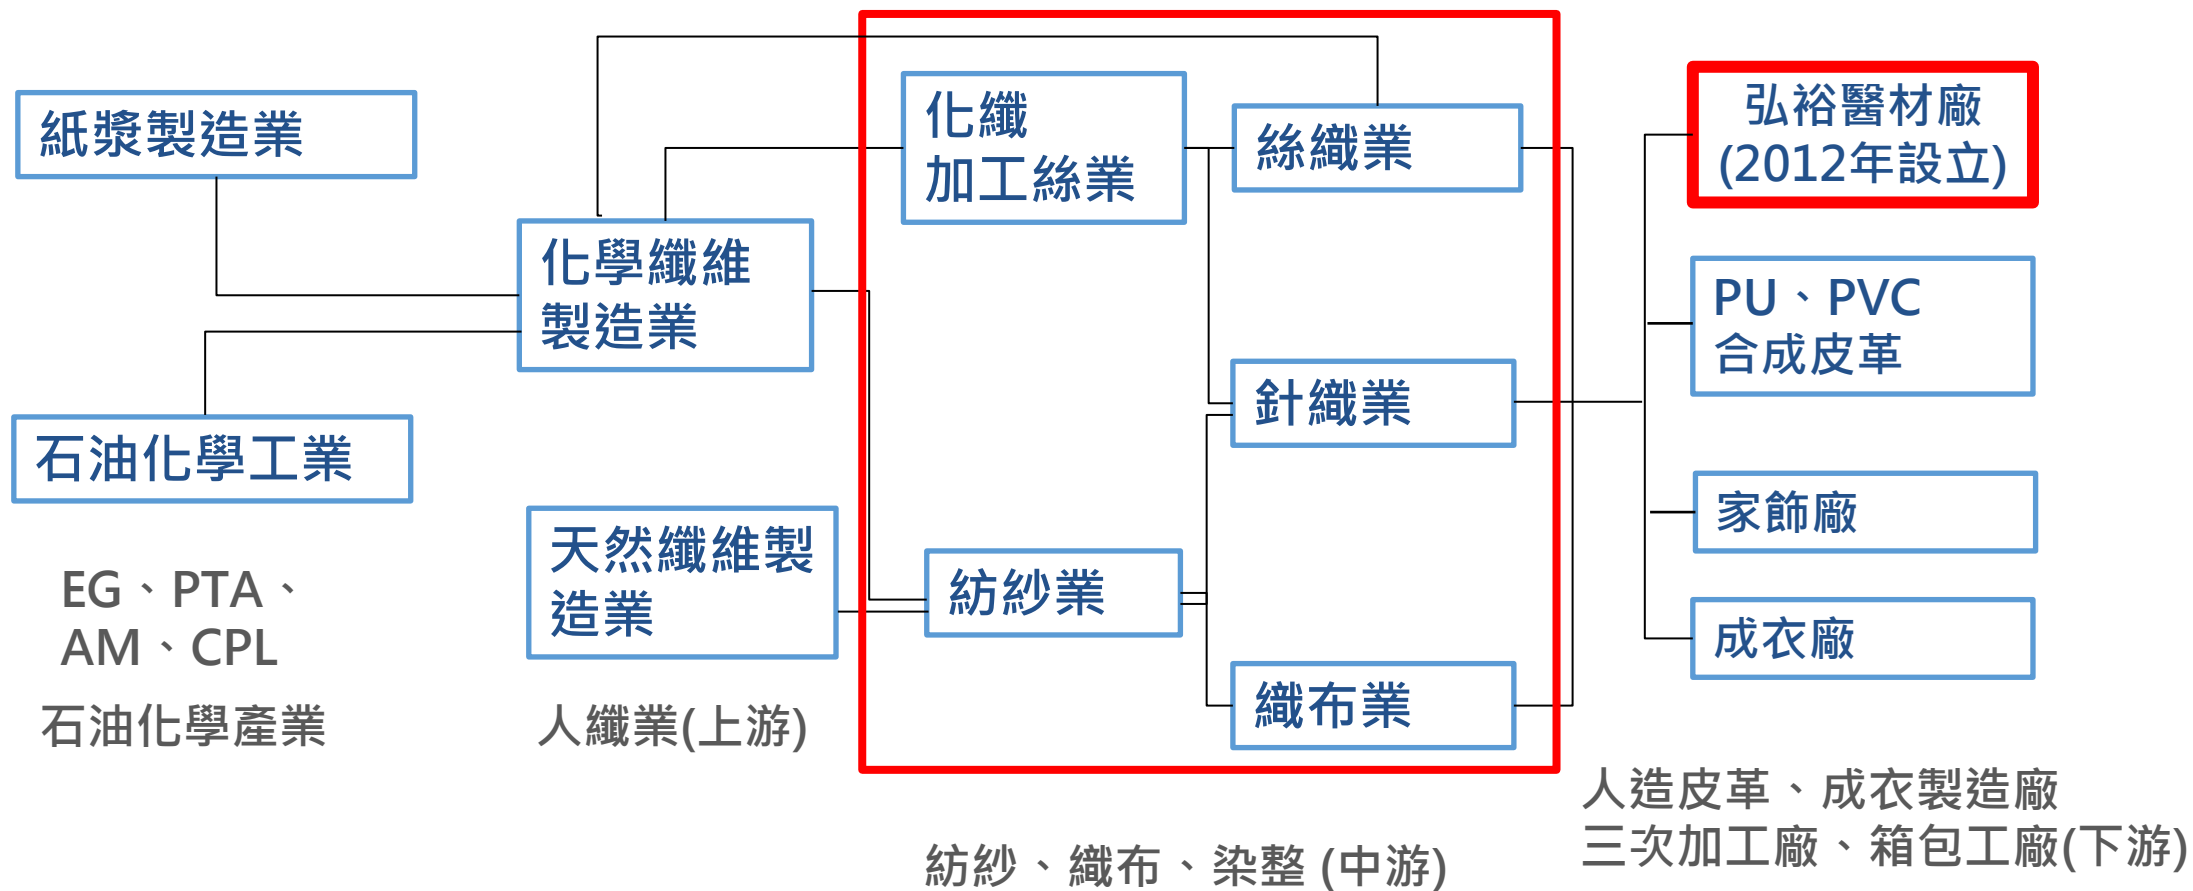 紙漿製造業
石油化學工業
EG、PTA、
AM、CPL
石油化學產業
化學纖維
製造業
天然纖維製
造業
人纖業(上游)
化纖
加工絲業
紡紗業
絲織業
針織業
織布業
紡紗、織布、染整 (中游)
弘裕醫材廠
(2012年設立)
PU、PVC
合成皮革
家飾廠
成衣廠
人造皮革、成衣製造廠
三次加工廠、箱包工廠(下游)